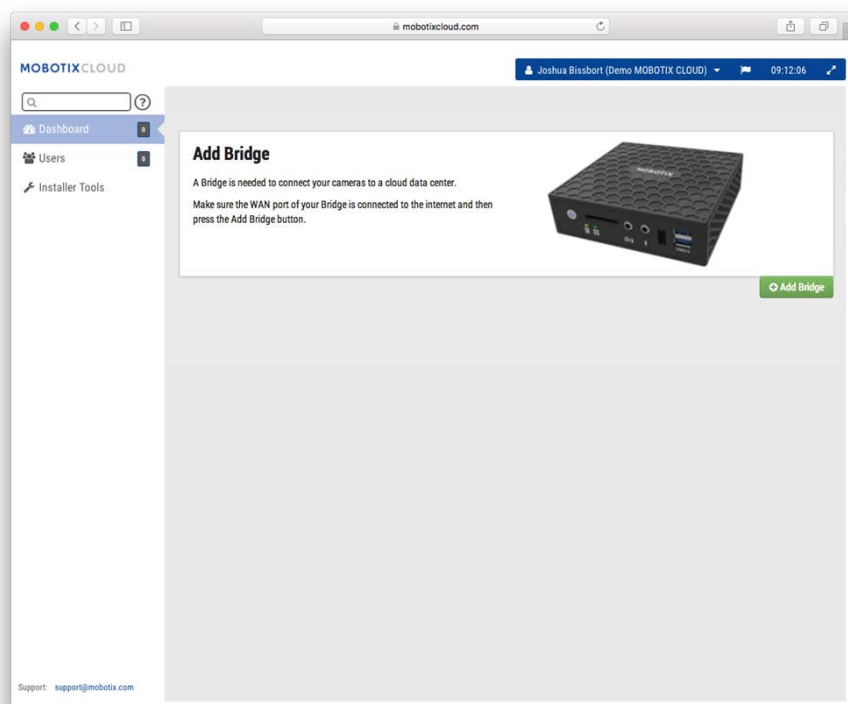 mobotixcloud.com
MOBOTIXCLOUD
Joshua Bissbort (Demo MOBOTIX CLOUD)
09:12:06
?
Dashboard 0
Users 0
Installer Tools
Add Bridge
A Bridge is needed to connect your cameras to a cloud data center.
Make sure the WAN port of your Bridge is connected to the internet and then
press the Add Bridge button.
MOBOTIX
Add Bridge
Support: support@mobotix.com